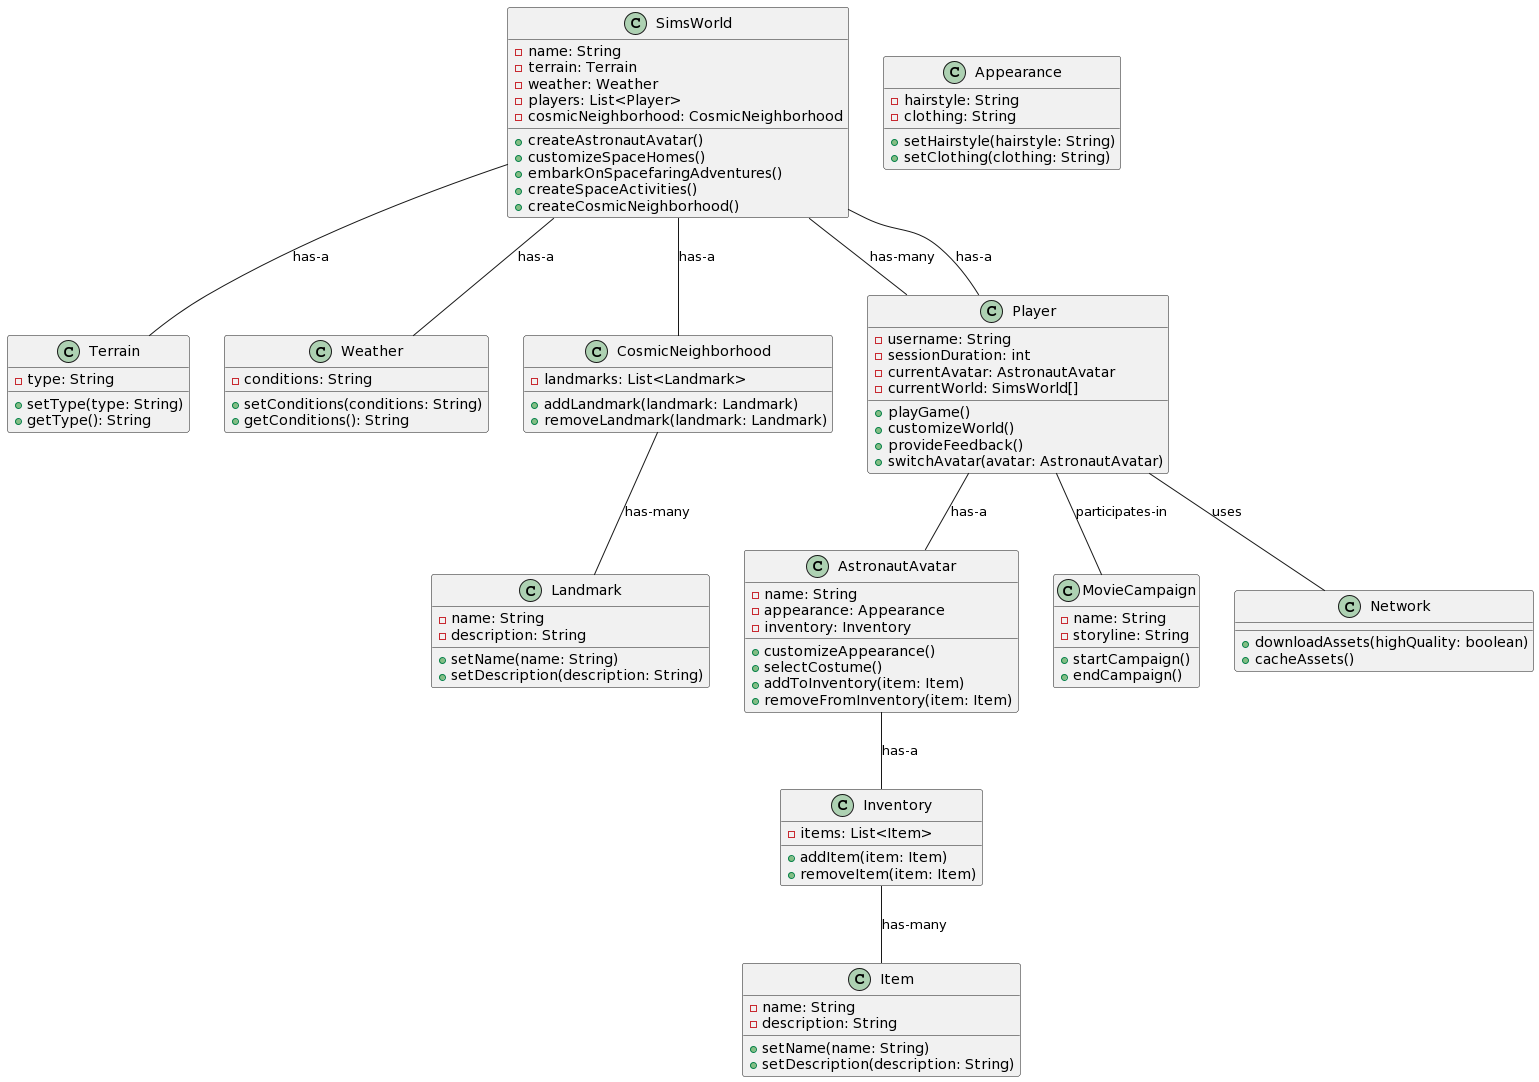 C SimsWorld
name: String
terrain: Terrain
weather: Weather
players: List<Player>
cosmicNeighborhood: CosmicNeighborhood
createAstronautAvatar()
customizeSpaceHomes()
embarkOnSpacefaringAdventures()
createSpaceActivities()
createCosmicNeighborhood()
C Appearance
hairstyle: String
clothing: String
setHairstyle(hairstyle: String)
setClothing(clothing: String)
has-a
has-a
has-a
has-many
has-a
C Terrain
type: String
setType(type: String)
getType(): String
C Weather
conditions: String
setConditions(conditions: String)
getConditions(): String
C CosmicNeighborhood
landmarks: List<Landmark>
addLandmark(landmark: Landmark)
removeLandmark(landmark: Landmark)
C Player
username: String
sessionDuration: int
currentAvatar: AstronautAvatar
currentWorld: SimsWorld[]
playGame()
customizeWorld()
provideFeedback()
switchAvatar(avatar: AstronautAvatar)
has-many
has-a
participates-in
uses
C Landmark
name: String
description: String
setName(name: String)
setDescription(description: String)
C AstronautAvatar
name: String
appearance: Appearance
inventory: Inventory
customizeAppearance()
selectCostume()
addToInventory(item: Item)
removeFromInventory(item: Item)
C MovieCampaign
name: String
storyline: String
startCampaign()
endCampaign()
C Network
downloadAssets(highQuality: boolean)
cacheAssets()
has-a
C Inventory
items: List<Item>
addItem(item: Item)
removeItem(item: Item)
has-many
C Item
name: String
description: String
setName(name: String)
setDescription(description: String)